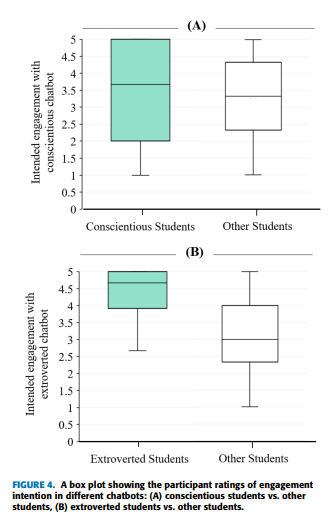 (A)
Intended engagement with
conscientious chatbot
5
4.5
4
3.5
3
2.5
2
1.5
1
0.5
0
Conscientious Students Other Students
(B)
Intended engagement with
extroverted chatbot
5
4.5
4
3.5
3
2.5
2
1.5
1
0.5
0
Extroverted Students Other Students
FIGURE 4. A box plot showing the participant ratings of engagement
intention in different chatbots: (A) conscientious students vs. other
students, (B) extroverted students vs. other students.